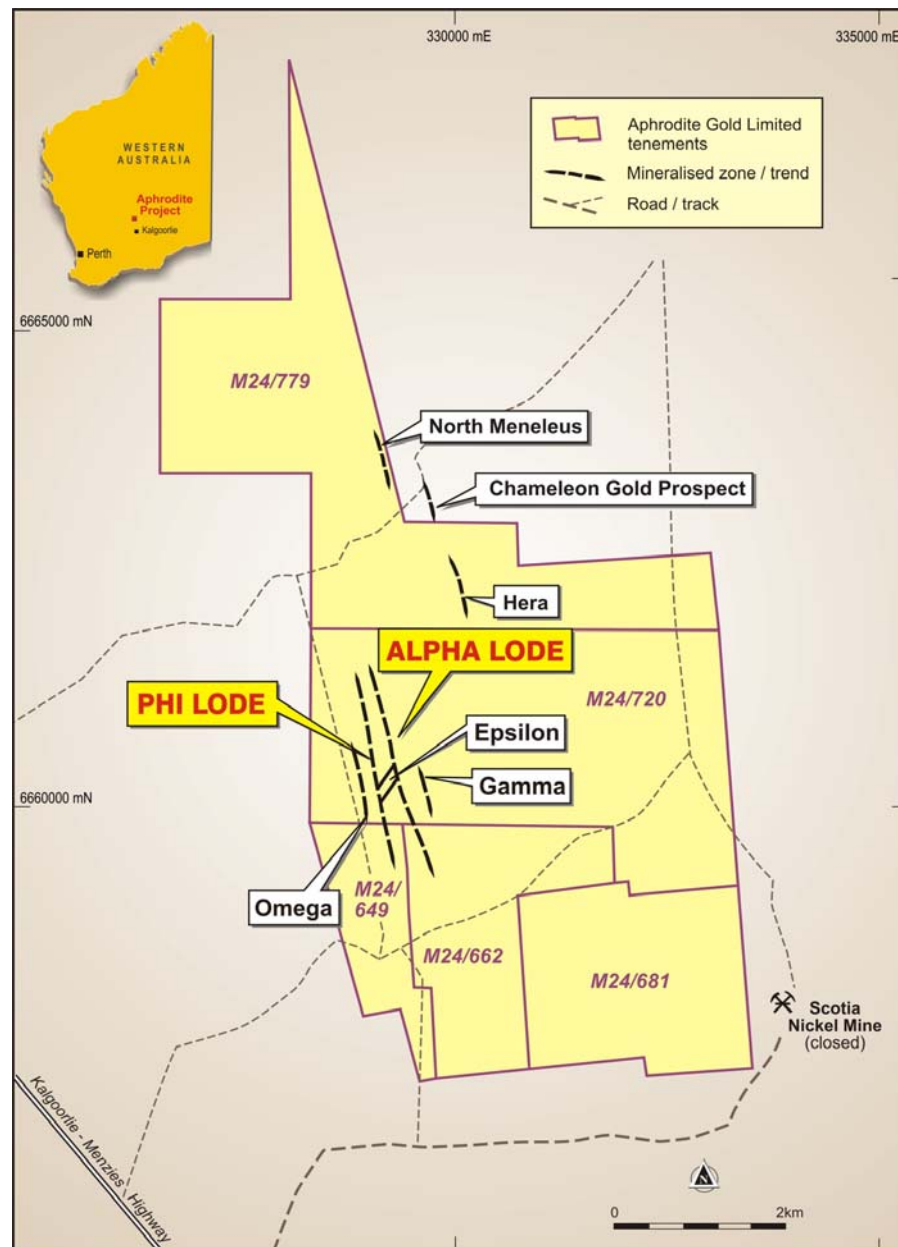 330000 mE
335000 mE
WESTERN
AUSTRALIA
Aphrodite
Project
Kalgoorlie
Perth
Aphrodite Gold Limited
tenements
Mineralised zone / trend
Road / track
6665000 mN
M24/779
North Meneleus
Chameleon Gold Prospect
Hera
ALPHA LODE
PHI LODE
M24/720
Epsilon
Gamma
6660000 mN
Omega
M24/
649
M24/662
M24/681
Scotia
Nickel Mine
(closed)
Kalgoorlie - Menzies Highway
N
0
2km